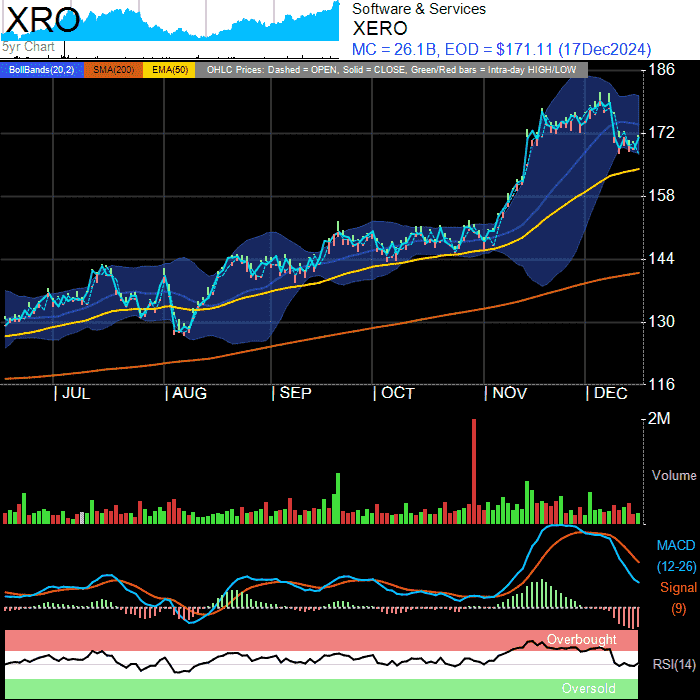 XRO
5yr Chart
Software & Services
XERO
MC = 26.1B, EOD = $171.11 (17Dec2024)
BollBands(20,2) SMA(200) EMA(50) OHLC Prices: Dashed = OPEN, Solid = CLOSE, Green/Red bars = Intra-day HIGH/LOW
186
172
158
144
130
116
| JUL | AUG | SEP | OCT | NOV | DEC
2M
Volume
MACD
(12-26)
Signal
(9)
Overbought
RSI(14)
Oversold